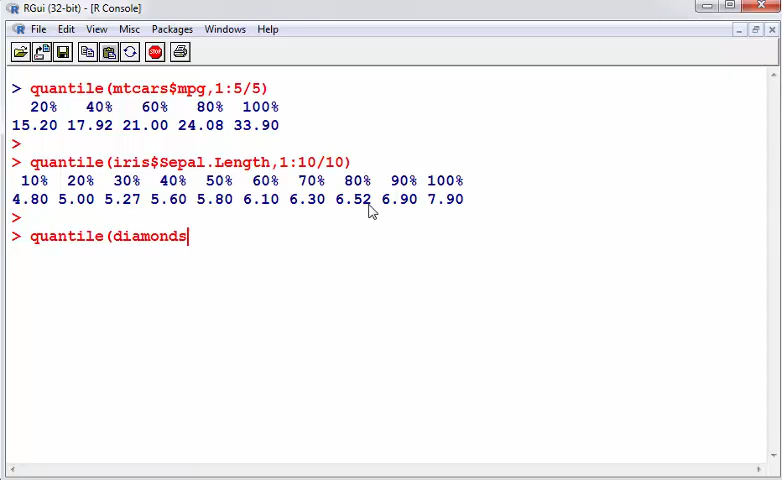 RGui (32-bit) - [R Console]
File Edit View Misc Packages Windows Help
STOP
> quantile(mtcars$mpg,1:5/5)
20% 40% 60% 80% 100%
15.20 17.92 21.00 24.08 33.90
>
> quantile(iris$Sepal.Length,1:10/10)
10% 20% 30% 40% 50% 60% 70% 80% 90% 100%
4.80 5.00 5.27 5.60 5.80 6.10 6.30 6.52 6.90 7.90
>
> quantile(diamonds